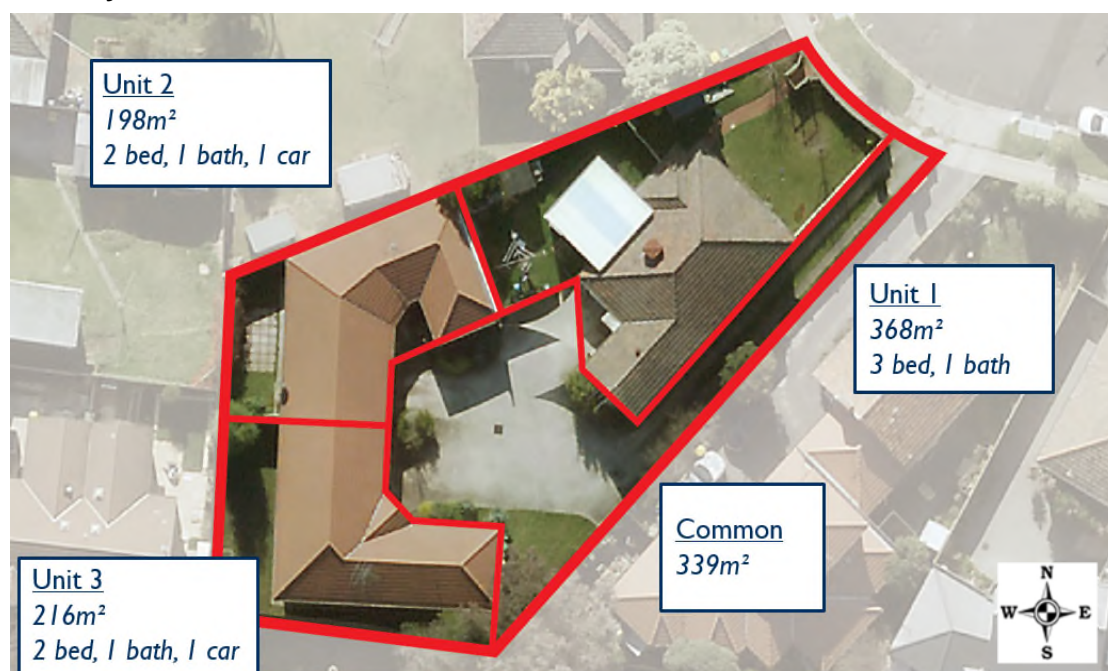 Unit 2
198m²
2 bed, 1 bath, 1 car
Unit 1
368m²
3 bed, 1 bath
Common
339m²
Unit 3
216m²
2 bed, 1 bath, 1 car
N
W E
S